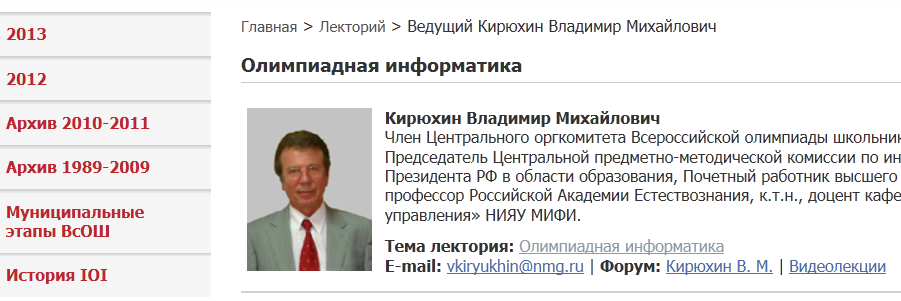 2013
2012
Архив 2010-2011
Архив 1989-2009
Муниципальные
этапы ВсОШ
История IOI
Главная > Лекторий > Ведущий Кирюхин Владимир Михайлович
Олимпиадная информатика
Кирюхин Владимир Михайлович
Член Центрального оргкомитета Всероссийской олимпиады
Председатель Центральной предметно-методической комиссии по
Президента РФ в области образования, Почетный работник высшего
профессор Российской Академии Естествознания, к.т.н., доцент
управления» НИЯУ МИФИ.
Тема лектория: Олимпиадная информатика
E-mail: vkiryukhin@nmg.ru | Форум: Кирюхин В. М. | Видеолекции